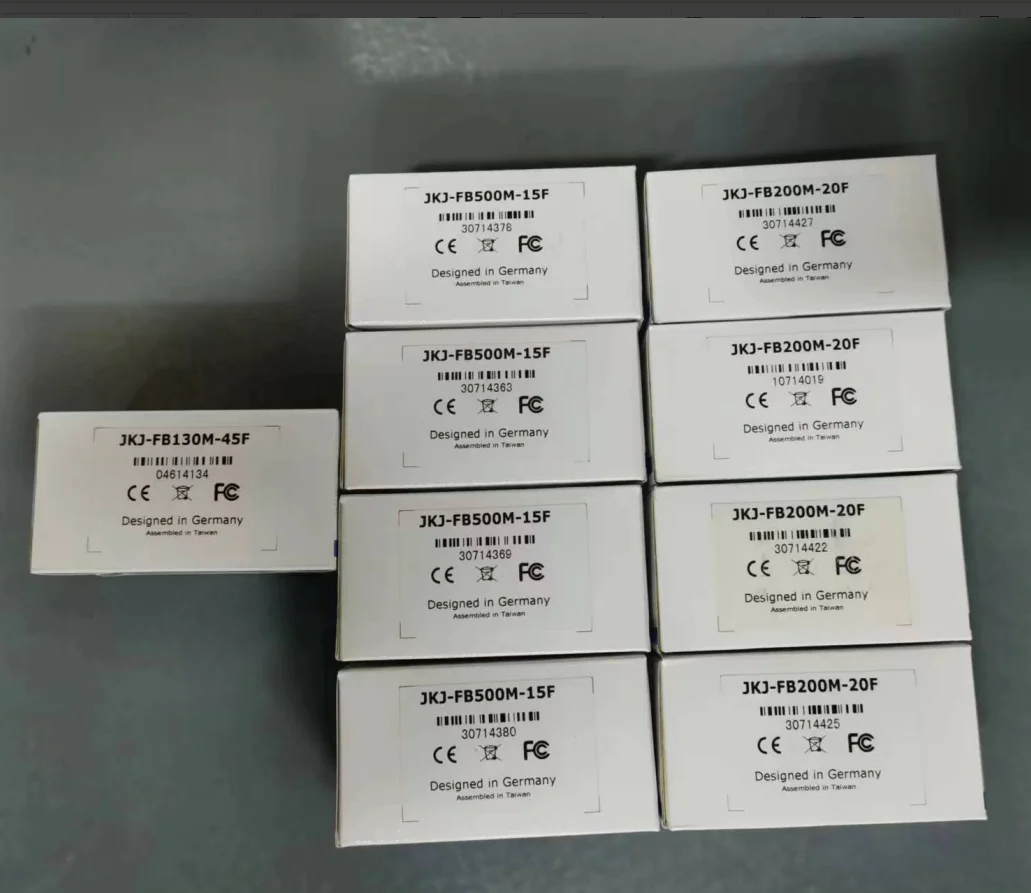 JKJ-FB130M-45F
04614134
CE FC
Designed in Germany
Assembled in Taiwan
JKJ-FB500M-15F
30714378
CE FC
Designed in Germany
Assembled in Taiwan
JKJ-FB500M-15F
30714363
CE FC
Designed in Germany
Assembled in Taiwan
JKJ-FB500M-15F
30714369
CE FC
Designed in Germany
Assembled in Taiwan
JKJ-FB500M-15F
30714380
CE FC
Designed in Germany
Assembled in Taiwan
JKJ-FB200M-20F
30714427
CE FC
Designed in Germany
Assembled in Taiwan
JKJ-FB200M-20F
10714019
CE FC
Designed in Germany
Assembled in Taiwan
JKJ-FB200M-20F
30714422
CE FC
Designed in Germany
Assembled in Taiwan
JKJ-FB200M-20F
30714425
CE FC
Designed in Germany
Assembled in Taiwan